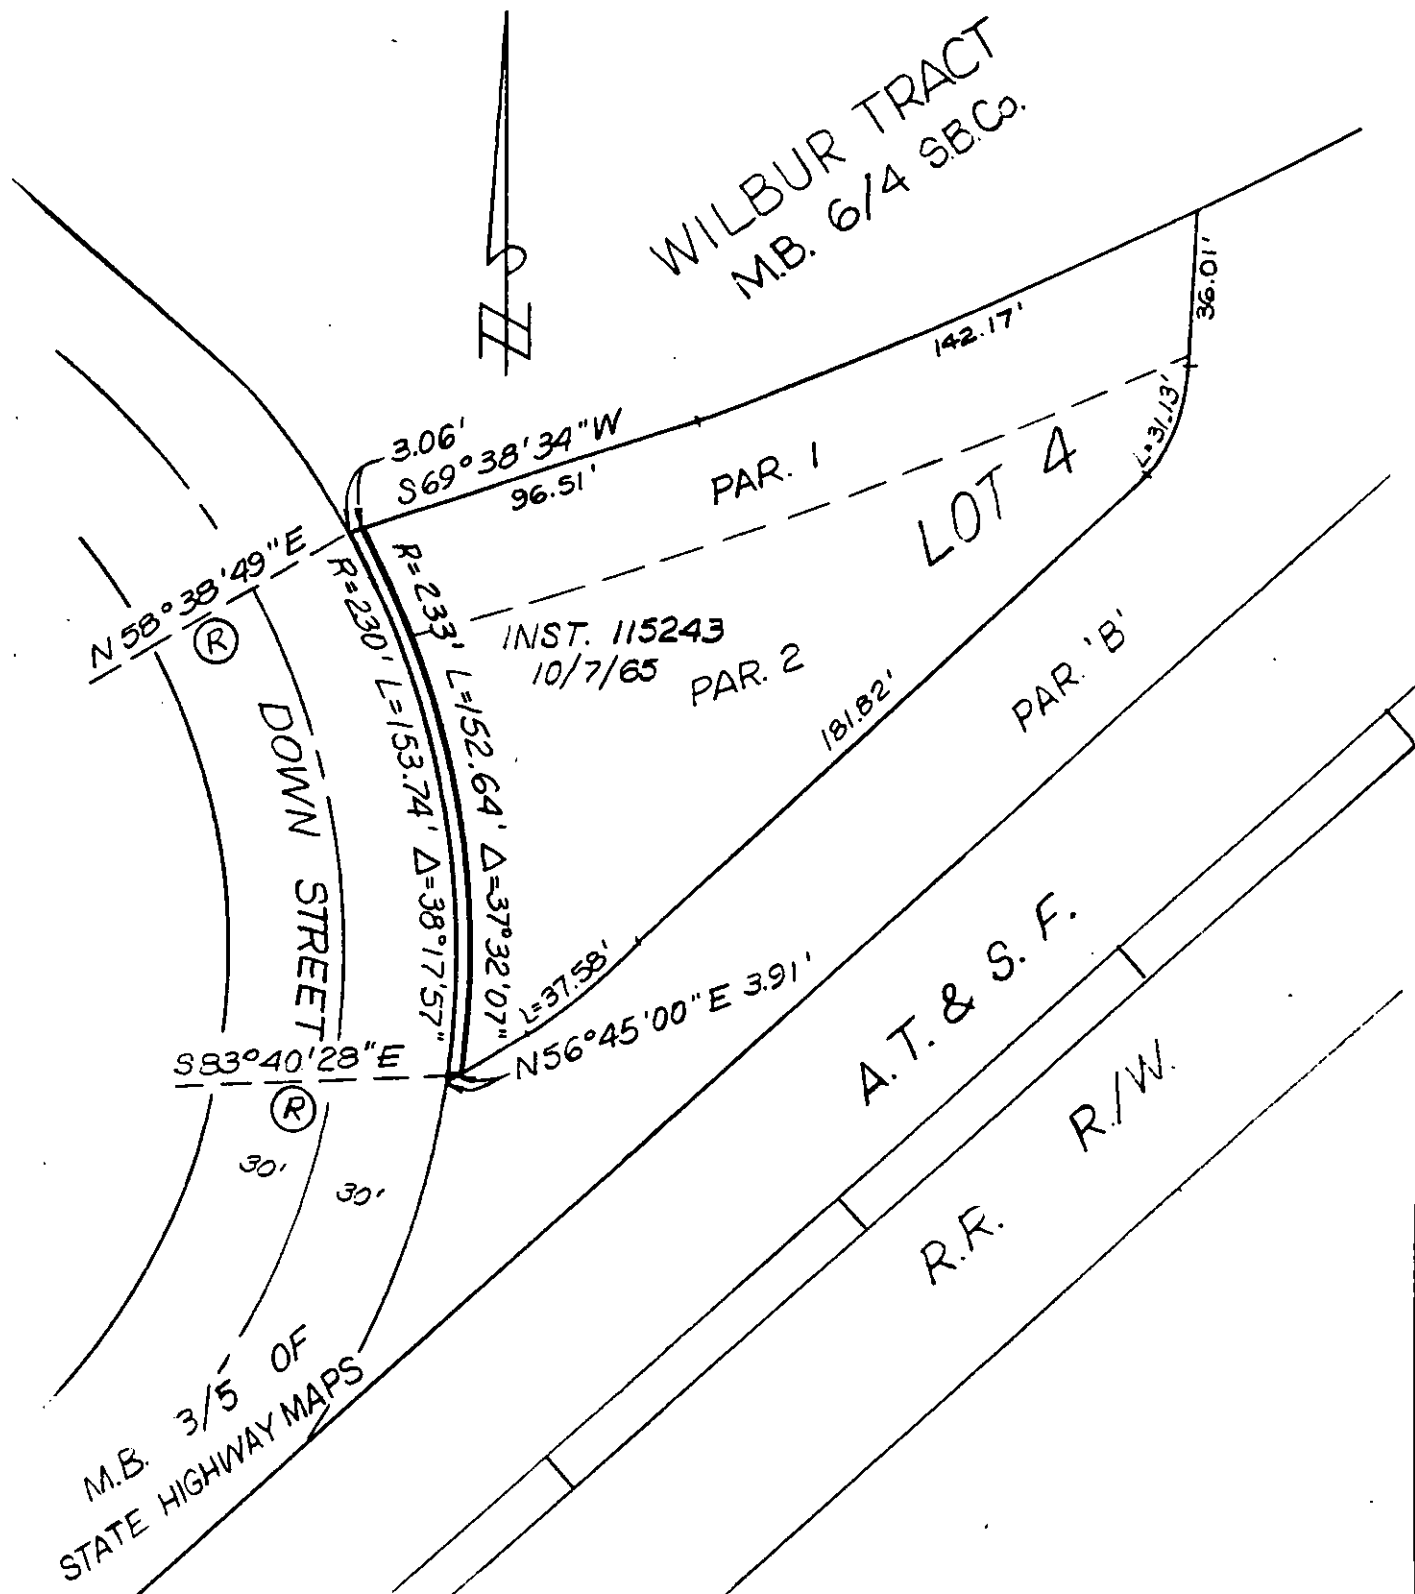 WILBUR TRACT
M.B. 6/4 S.B.Co.
N
36.01'
142.17'
3.06'
S69°38'34"W
96.51'
PAR. 1
LOT 4
L=31.13'
N58°38'49"E
R
R=230' L=153.74' Δ=38°17'57"
R=233' L=152.64' Δ=37°32'07"
INST. 115243
10/7/65
PAR. 2
181.82'
PAR. 'B'
DOWN STREET
L=37.58'
N56°45'00"E 3.91'
S83°40'28"E
R
30'
30'
A.T. & S.F.
R.R. R/W.
M.B. 3/5 OF
STATE HIGHWAY MAPS